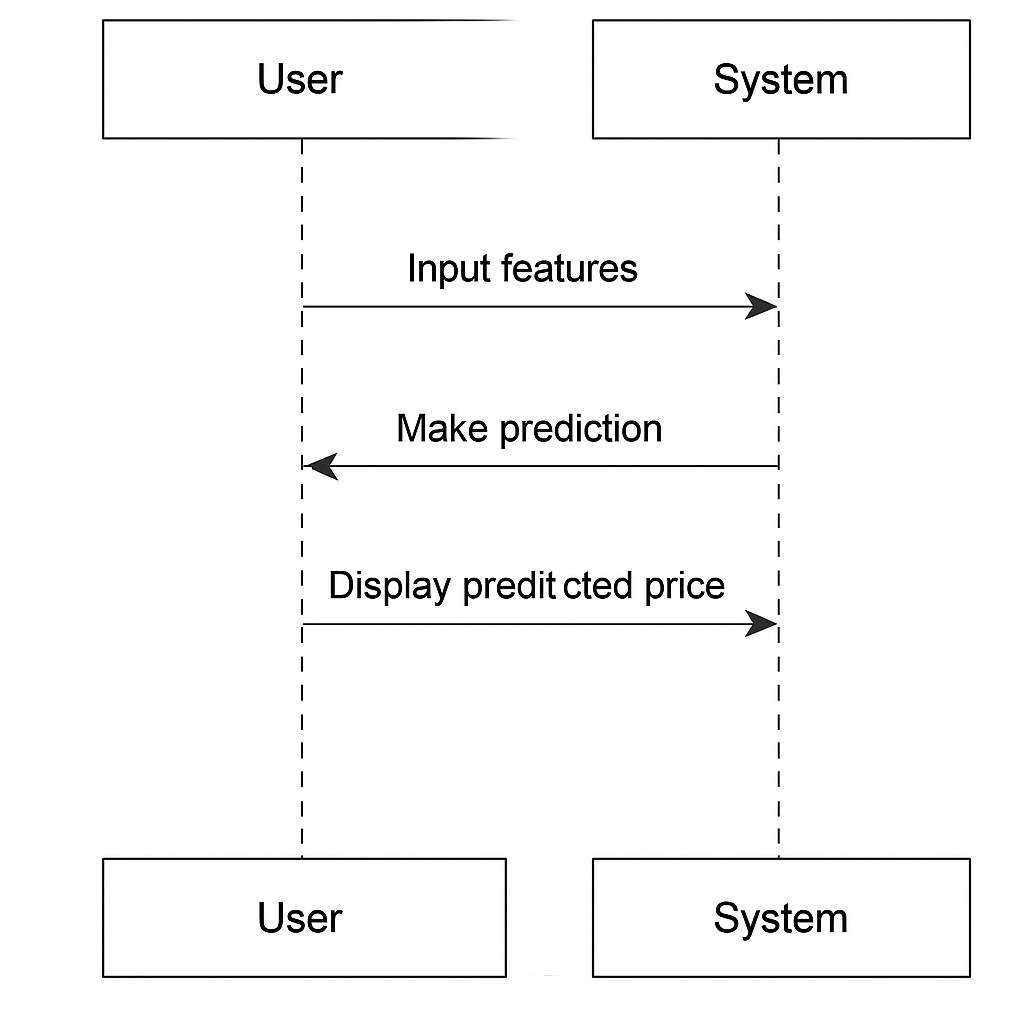 User
System
Input features
Make prediction
Display predit cted price
User
System